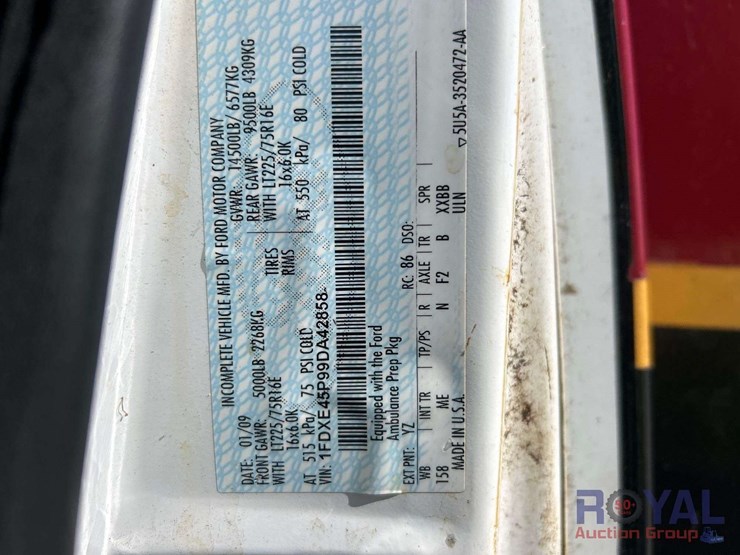 INCOMPLETE VEHICLE MFD. BY FORD MOTOR COMPANY
DATE: 01/09 GVWR: 14500LB/ 6577KG
FRONT GAWR: 5000LB 2268KG REAR GAWR: 9500LB 4309KG
WITH LT225/75R16E TIRES WITH LT225/75R16E
16x6.0K RIMS 16x6.0K
AT 515 kPa/ 75 PSI COLD AT 550 kPa/ 80 PSI COLD
VIN: 1FDXE45P99DA42858
Equipped with the Ford
Ambulance Prep Pkg
EXT PNT: YZ RC: 86 DSO:
WB INT TR TP/PS R AXLE TR SPR
158 ME N F2 B XXBB
MADE IN U.S.A. ULN
▽5U5A-3520472-AA
ROYAL
Auction Group